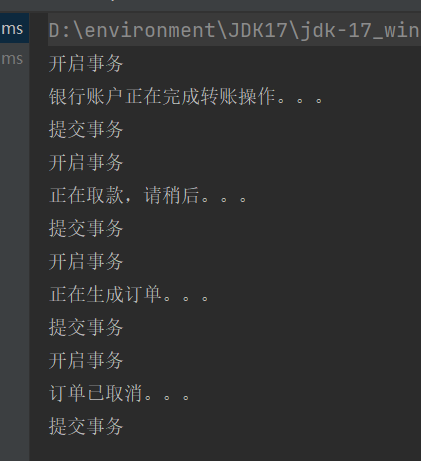 D:\environment\JDK17\jdk-17_win
ms
开启事务
ms
银行账户正在完成转账操作。。。
提交事务
开启事务
正在取款，请稍后。。。
提交事务
开启事务
正在生成订单。。。
提交事务
开启事务
订单已取消。。。
提交事务